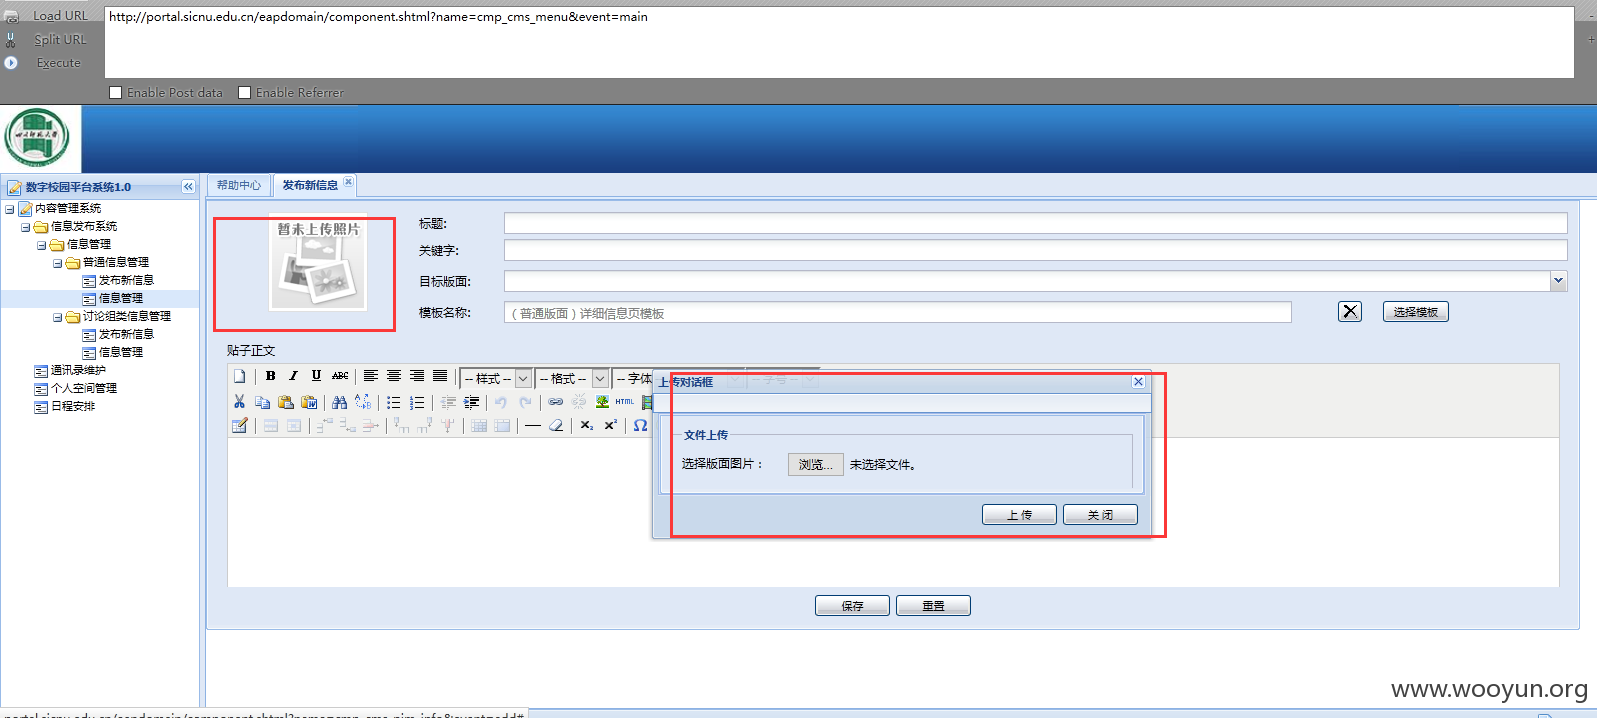 Load URL
http://portal.sicnu.edu.cn/eapdomain/component.shtml?name=cmp_cms_menu&event=main
Split URL
Execute
Enable Post data Enable Referrer
数字校园平台系统1.0
帮助中心 发布新信息
内容管理系统
信息发布系统
信息管理
普通信息管理
发布新信息
信息管理
讨论组类信息管理
发布新信息
信息管理
通讯录维护
个人空间管理
日程安排
暂未上传照片
标题:
关键字:
目标版面:
模板名称: （普通版面）详细信息页模板 选择模板
贴子正文
B I U ABC -- 样式 -- -- 格式 -- -- 字体 -- 字号 --
HTML
上传对话框
文件上传
选择版面图片： 浏览... 未选择文件。
上 传 关 闭
保存 重置
www.wooyun.org
portal.sicnu.edu.cn/eapdomain/component.shtml?name=cmp_cms_pim_info&event=add#